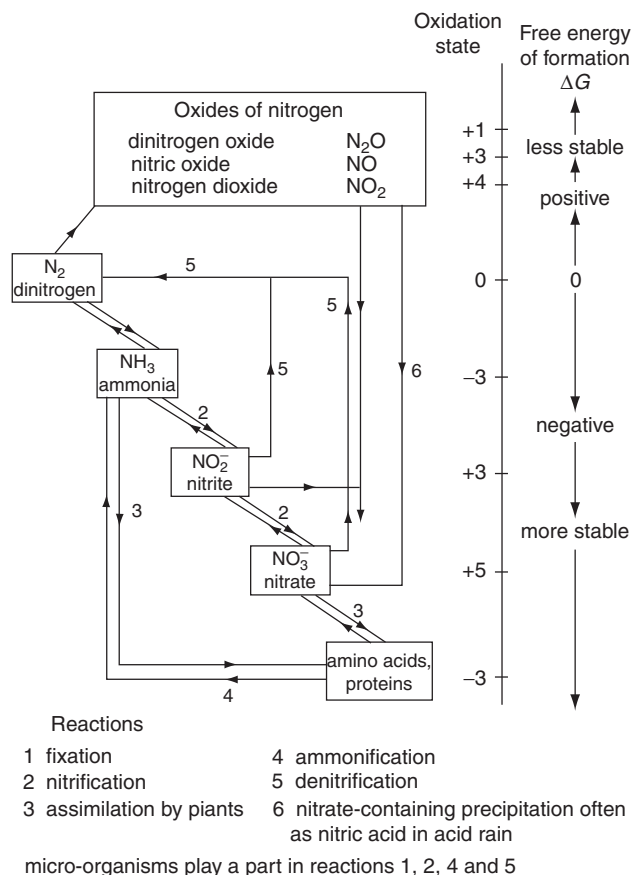 Oxidation
state
Free energy
of formation
ΔG
Oxides of nitrogen
dinitrogen oxide N₂O
nitric oxide NO
nitrogen dioxide NO₂
+1
+3
+4
less stable
positive
N₂
dinitrogen
5
5
0
0
NH₃
ammonia
5
6
−3
2
negative
NO₂⁻
nitrite
+3
3
2
more stable
NO₃⁻
nitrate
+5
3
amino acids,
proteins
−3
4
Reactions
1 fixation
2 nitrification
3 assimilation by plants
4 ammonification
5 denitrification
6 nitrate-containing precipitation often
as nitric acid in acid rain
micro-organisms play a part in reactions 1, 2, 4 and 5